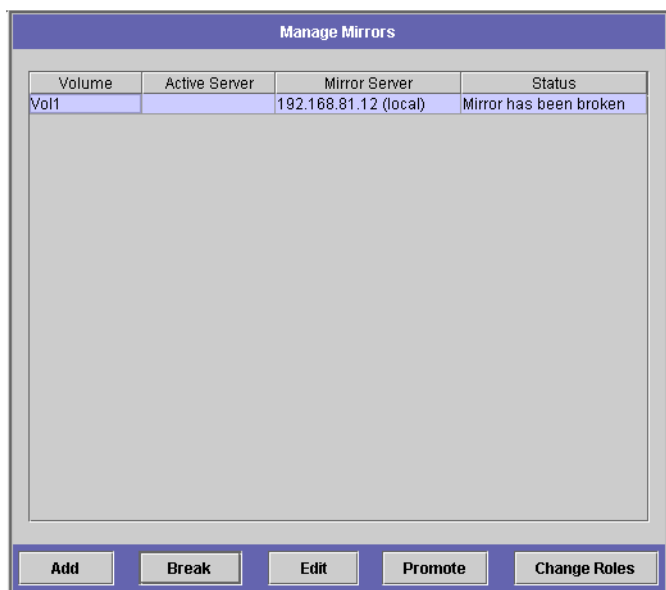 Manage Mirrors
Volume Active Server Mirror Server Status
Vol1 192.168.81.12 (local) Mirror has been broken
Add Break Edit Promote Change Roles